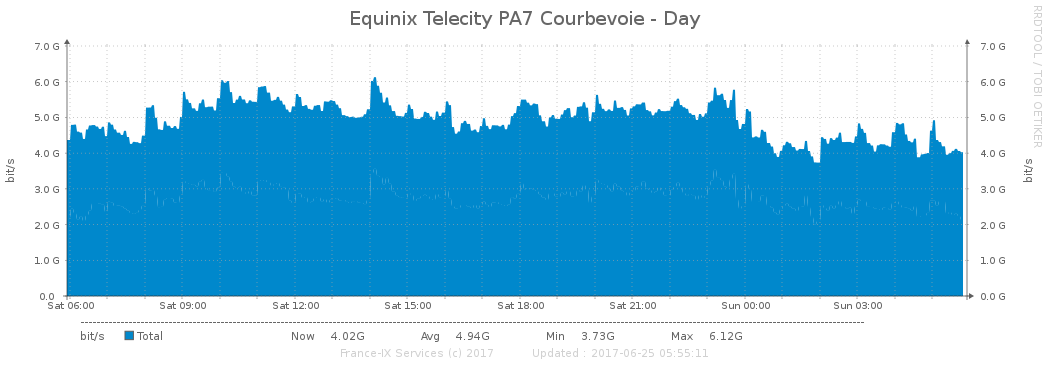 Equinix Telecity PA7 Courbevoie - Day
RRDTOOL / TOBI OETIKER
7.0 G 7.0 G
6.0 G 6.0 G
5.0 G 5.0 G
4.0 G 4.0 G
3.0 G 3.0 G
2.0 G 2.0 G
1.0 G 1.0 G
0.0 0.0 G
bit/s
bit/s
Sat 06:00 Sat 09:00 Sat 12:00 Sat 15:00 Sat 18:00 Sat 21:00 Sun 00:00 Sun 03:00
bit/s Total Now 4.02G Avg 4.94G Min 3.73G Max 6.12G
France-IX Services (c) 2017 Updated : 2017-06-25 05:55:11